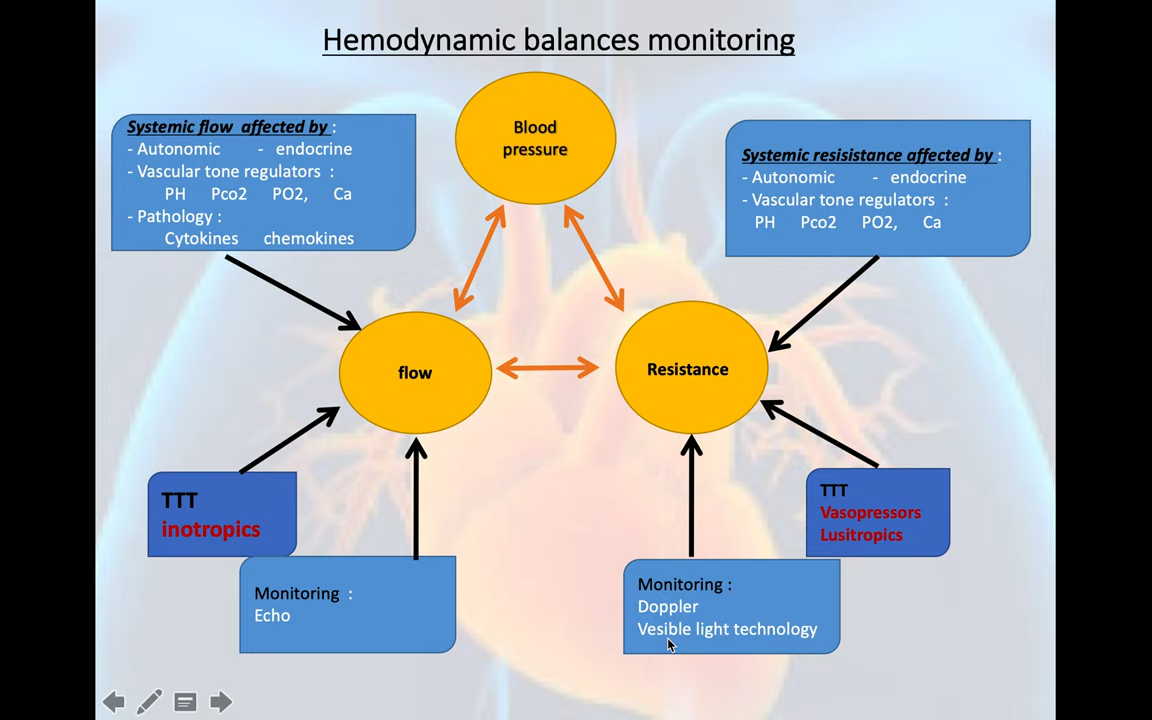 Hemodynamic balances monitoring
Blood
pressure
Systemic flow  affected by :
- Autonomic          -   endocrine
- Vascular tone regulators  :
PH     Pco2     PO2,     Ca
- Pathology :
Cytokines     chemokines
Systemic resisistance affected by :
- Autonomic          -   endocrine
- Vascular tone regulators  :
PH     Pco2     PO2,     Ca
flow
Resistance
TTT
inotropics
Monitoring  :
Echo
TTT
Vasopressors
Lusitropics
Monitoring :
Doppler
Vesible light technology